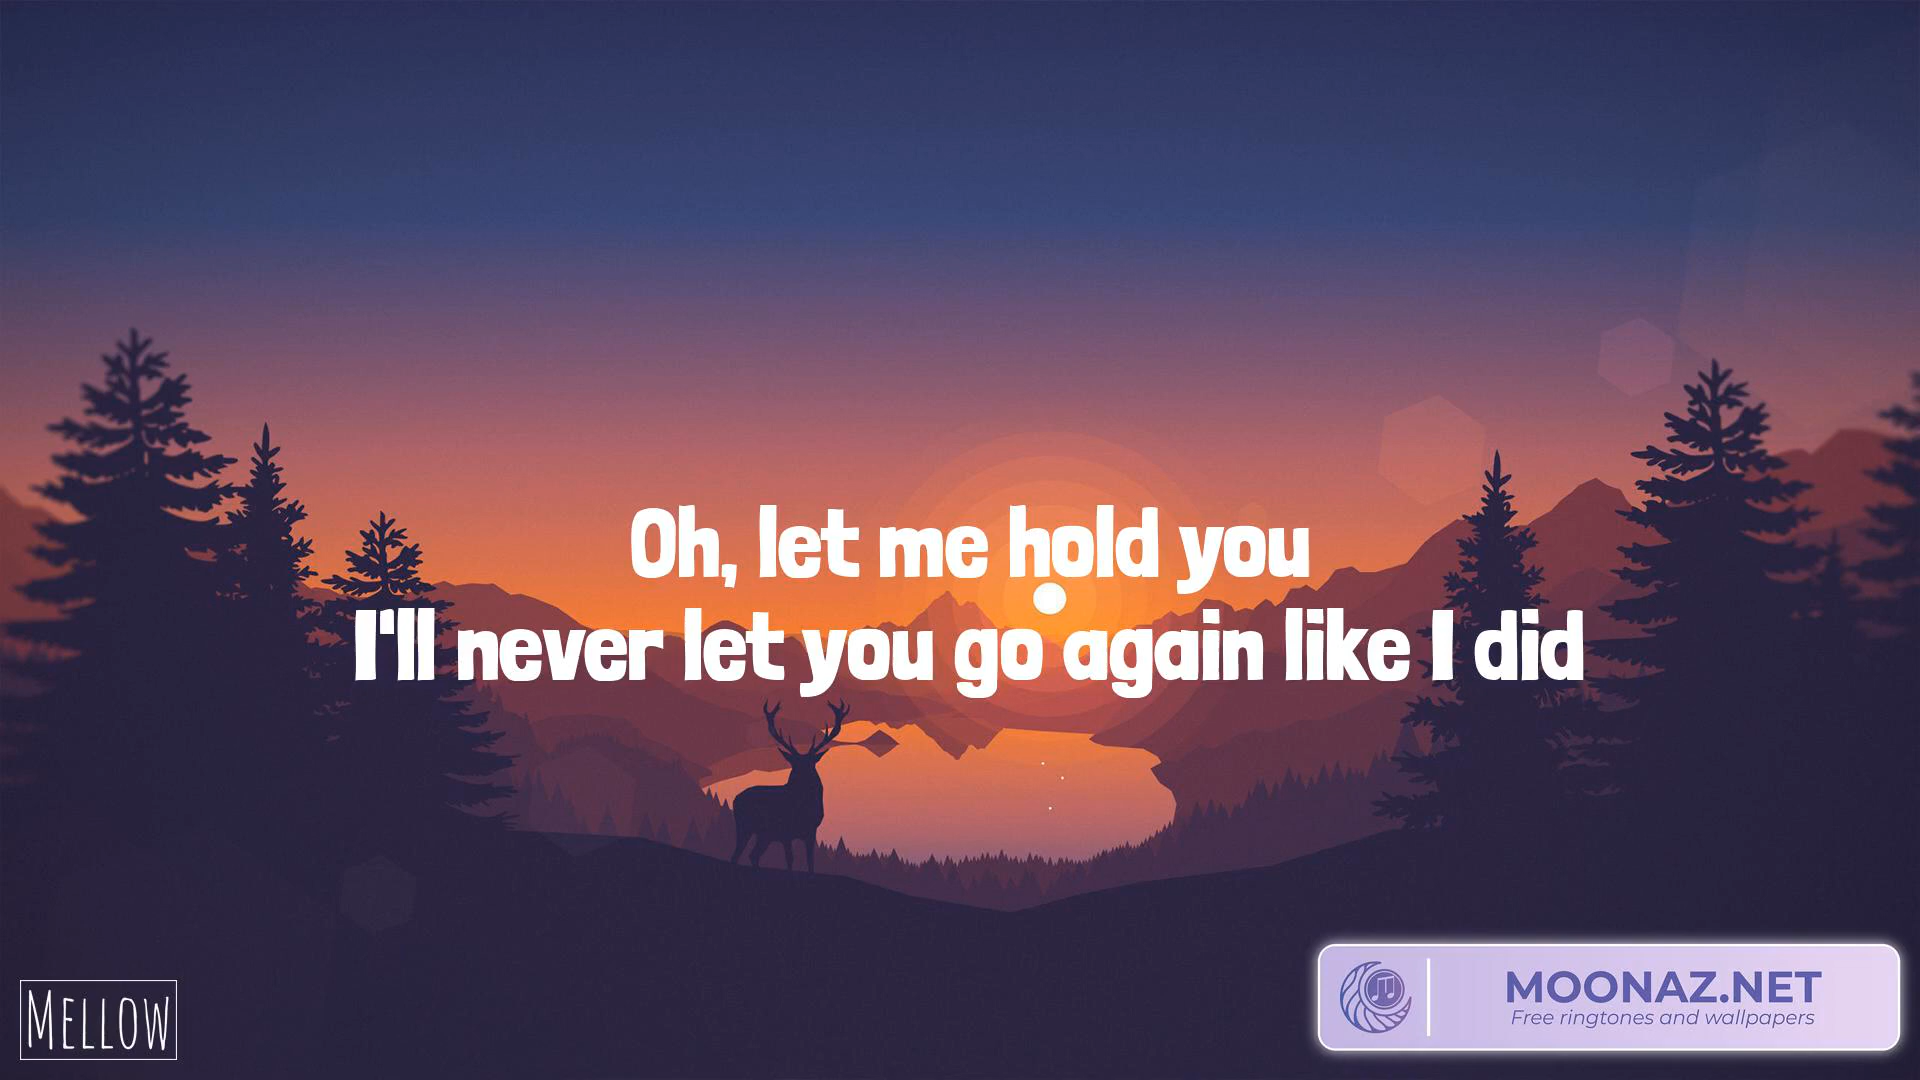 Oh, let me hold you
I'll never let you go again like I did
MELLOW
MOONAZ.NET
Free ringtones and wallpapers